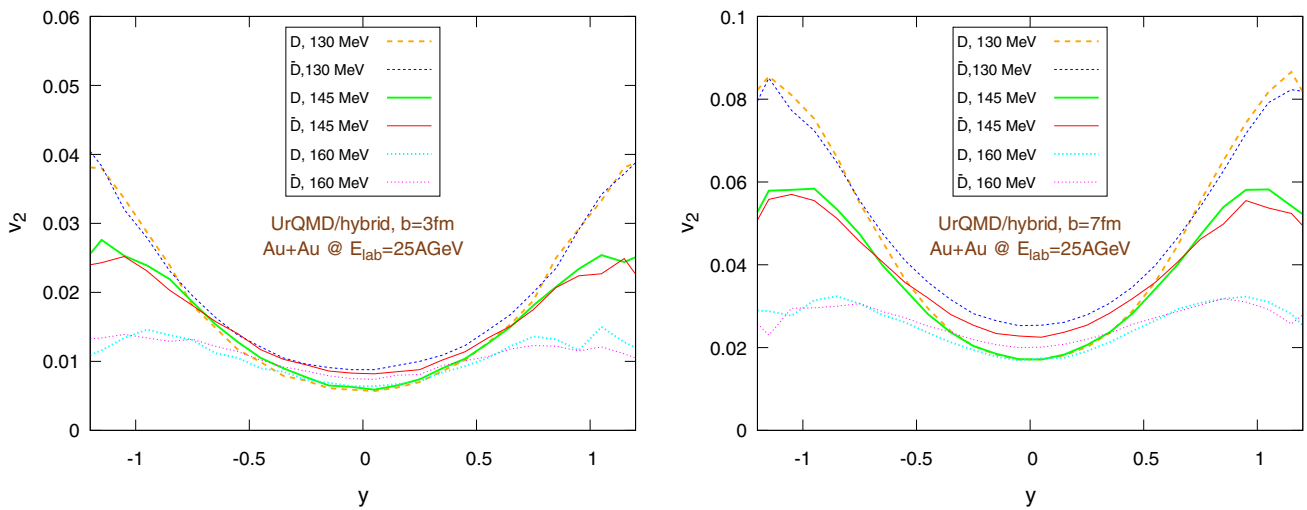 0.06
0.05
0.04
0.03
0.02
0.01
0
v2
D, 130 MeV
D̄,130 MeV
D, 145 MeV
D̄, 145 MeV
D, 160 MeV
D̄, 160 MeV
UrQMD/hybrid, b=3fm
Au+Au @ Elab=25AGeV
-1 -0.5 0 0.5 1
y
0.1
0.08
0.06
0.04
0.02
0
v2
D, 130 MeV
D̄,130 MeV
D, 145 MeV
D̄, 145 MeV
D, 160 MeV
D̄, 160 MeV
UrQMD/hybrid, b=7fm
Au+Au @ Elab=25AGeV
-1 -0.5 0 0.5 1
y